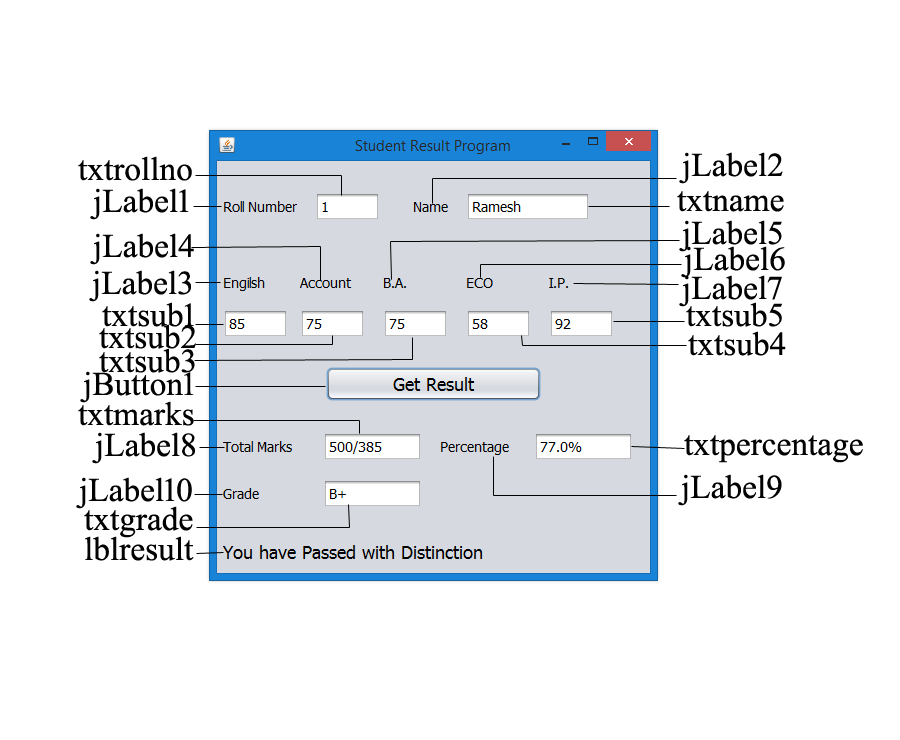 Student Result Program
txtrollno
jLabel2
jLabel1 Roll Number 1 Name Ramesh txtname
jLabel4 jLabel5
jLabel6
jLabel3 Engilsh Account B.A. ECO I.P. jLabel7
txtsub1 85 75 75 58 92 txtsub5
txtsub2 txtsub4
txtsub3
jButton1 Get Result
txtmarks
jLabel8 Total Marks 500/385 Percentage 77.0% txtpercentage
jLabel10 Grade B+ jLabel9
txtgrade
lblresult You have Passed with Distinction